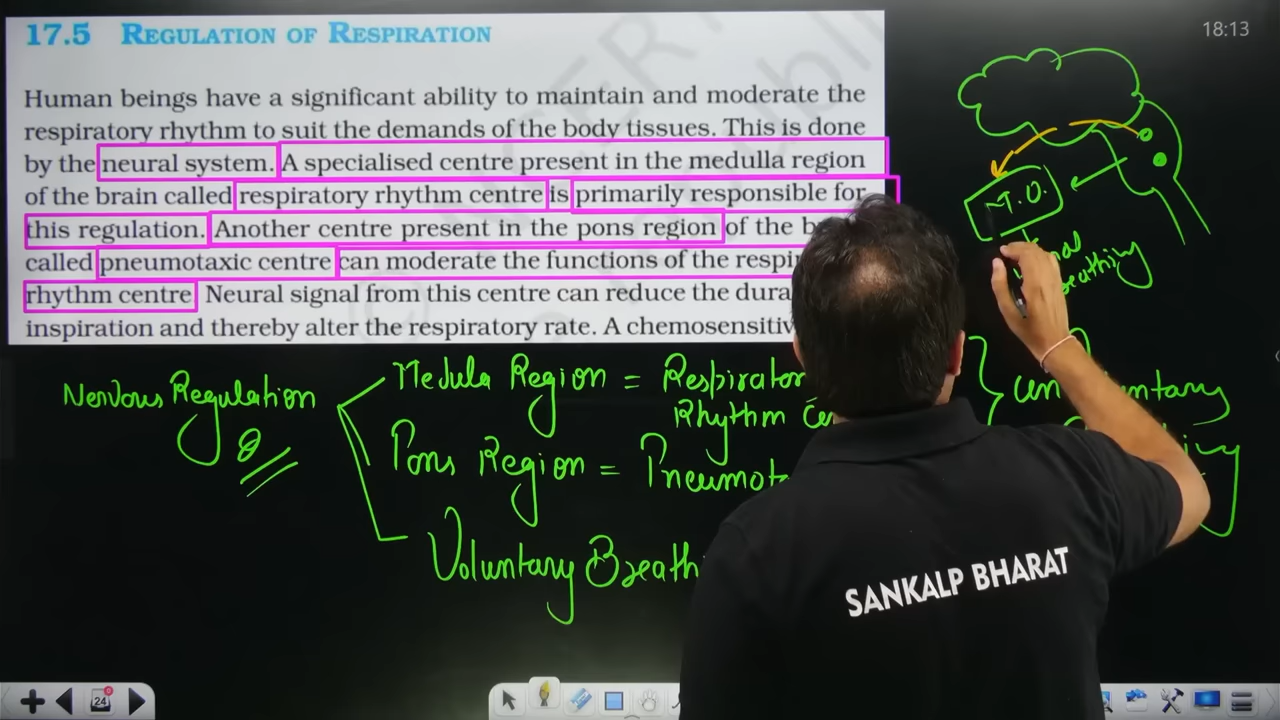 17.5 REGULATION OF RESPIRATION
18:13
Human beings have a significant ability to maintain and moderate the
respiratory rhythm to suit the demands of the body tissues. This is done
by the neural system. A specialised centre present in the medulla region
of the brain called respiratory rhythm centre is primarily responsible for
this regulation. Another centre present in the pons region of the
called pneumotaxic centre can moderate the functions of the
rhythm centre Neural signal from this centre can reduce the
inspiration and thereby alter the respiratory rate. A
Nervous Regulation
Medula Region =
Rhythm
Pons Region =
Voluntary
SANKALP BHARAT
24